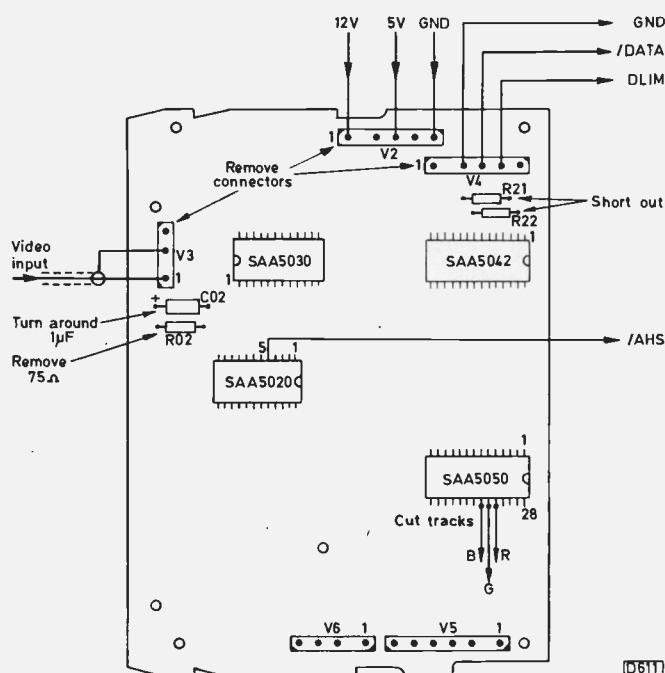 12V 5V GND
GND
/DATA
DLIM
1
V2
1
V4
Remove
connectors
R21
R22
Short out
V3
1
Video
input
SAA5030
1
1
SAA5042
+
C02
Turn around
1µF
R02
Remove
75Ω
5 1
/AHS
SAA5020
1
SAA5050
28
Cut tracks
B R
G
V6 1
V5 1
D611